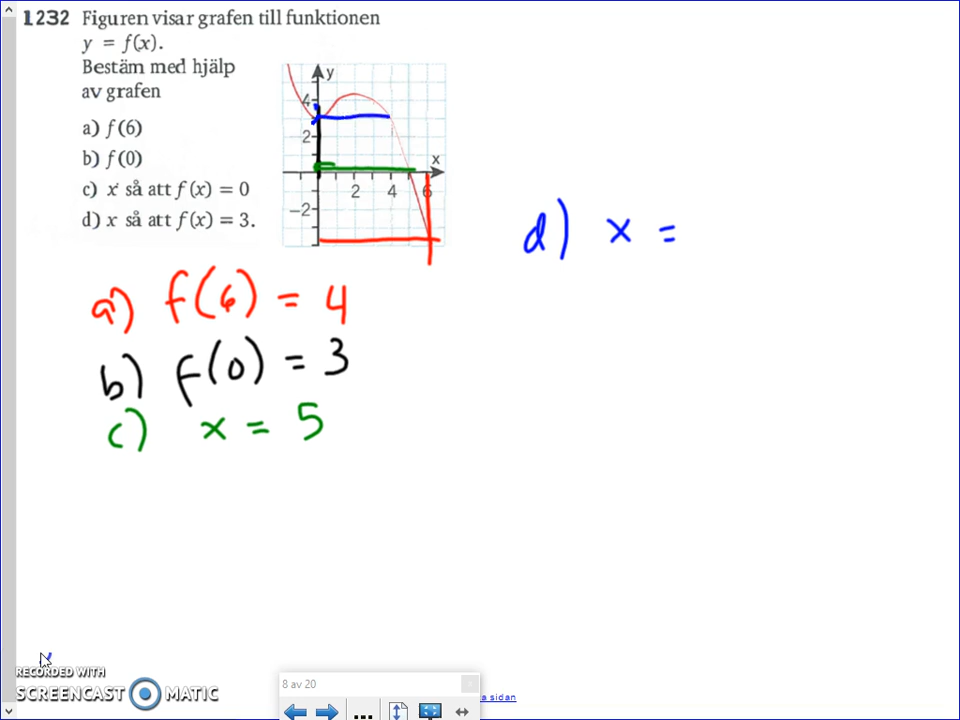 1232 Figuren visar grafen till funktionen
y = f(x).
Bestäm med hjälp
av grafen
a) f(6)
b) f(0)
c) x så att f(x) = 0
d) x så att f(x) = 3.
y
4
2
x
2 4 6
−2
d) x =
a) f(6) = 4
b) f(0) = 3
c) x = 5
RECORDED WITH
SCREENCAST MATIC
8 av 20
a sidan